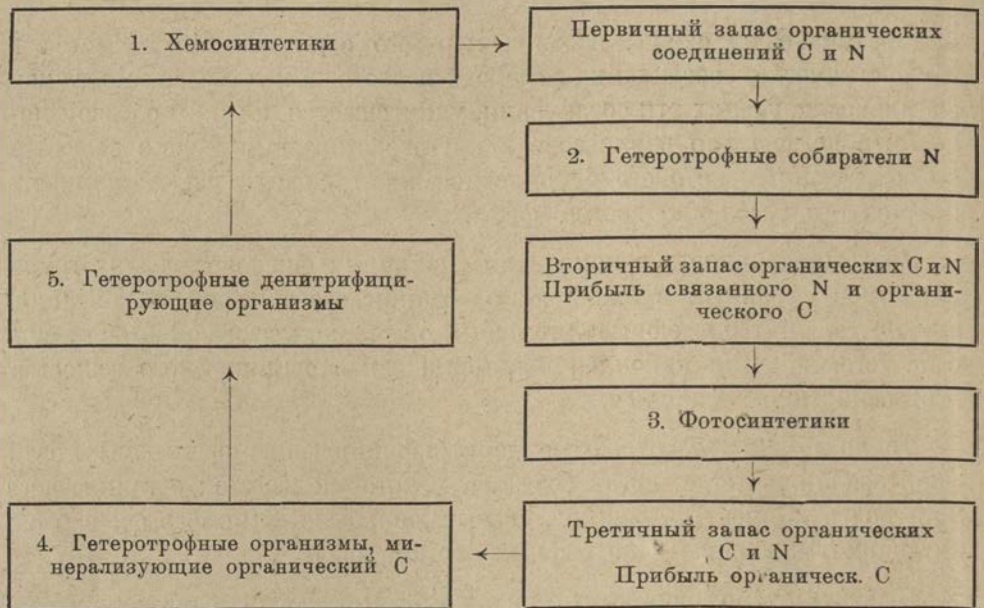 1. Хемосинтетики
Первичный запас органических
соединений C и N
2. Гетеротрофные собиратели N
Вторичный запас органических C и N
Прибыль связанного N и органи-
ческого C
3. Фотосинтетики
Третичный запас органических
C и N
Прибыль органическ. C
4. Гетеротрофные организмы, ми-
нерализующие органический C
5. Гетеротрофные денитрифици-
рующие организмы